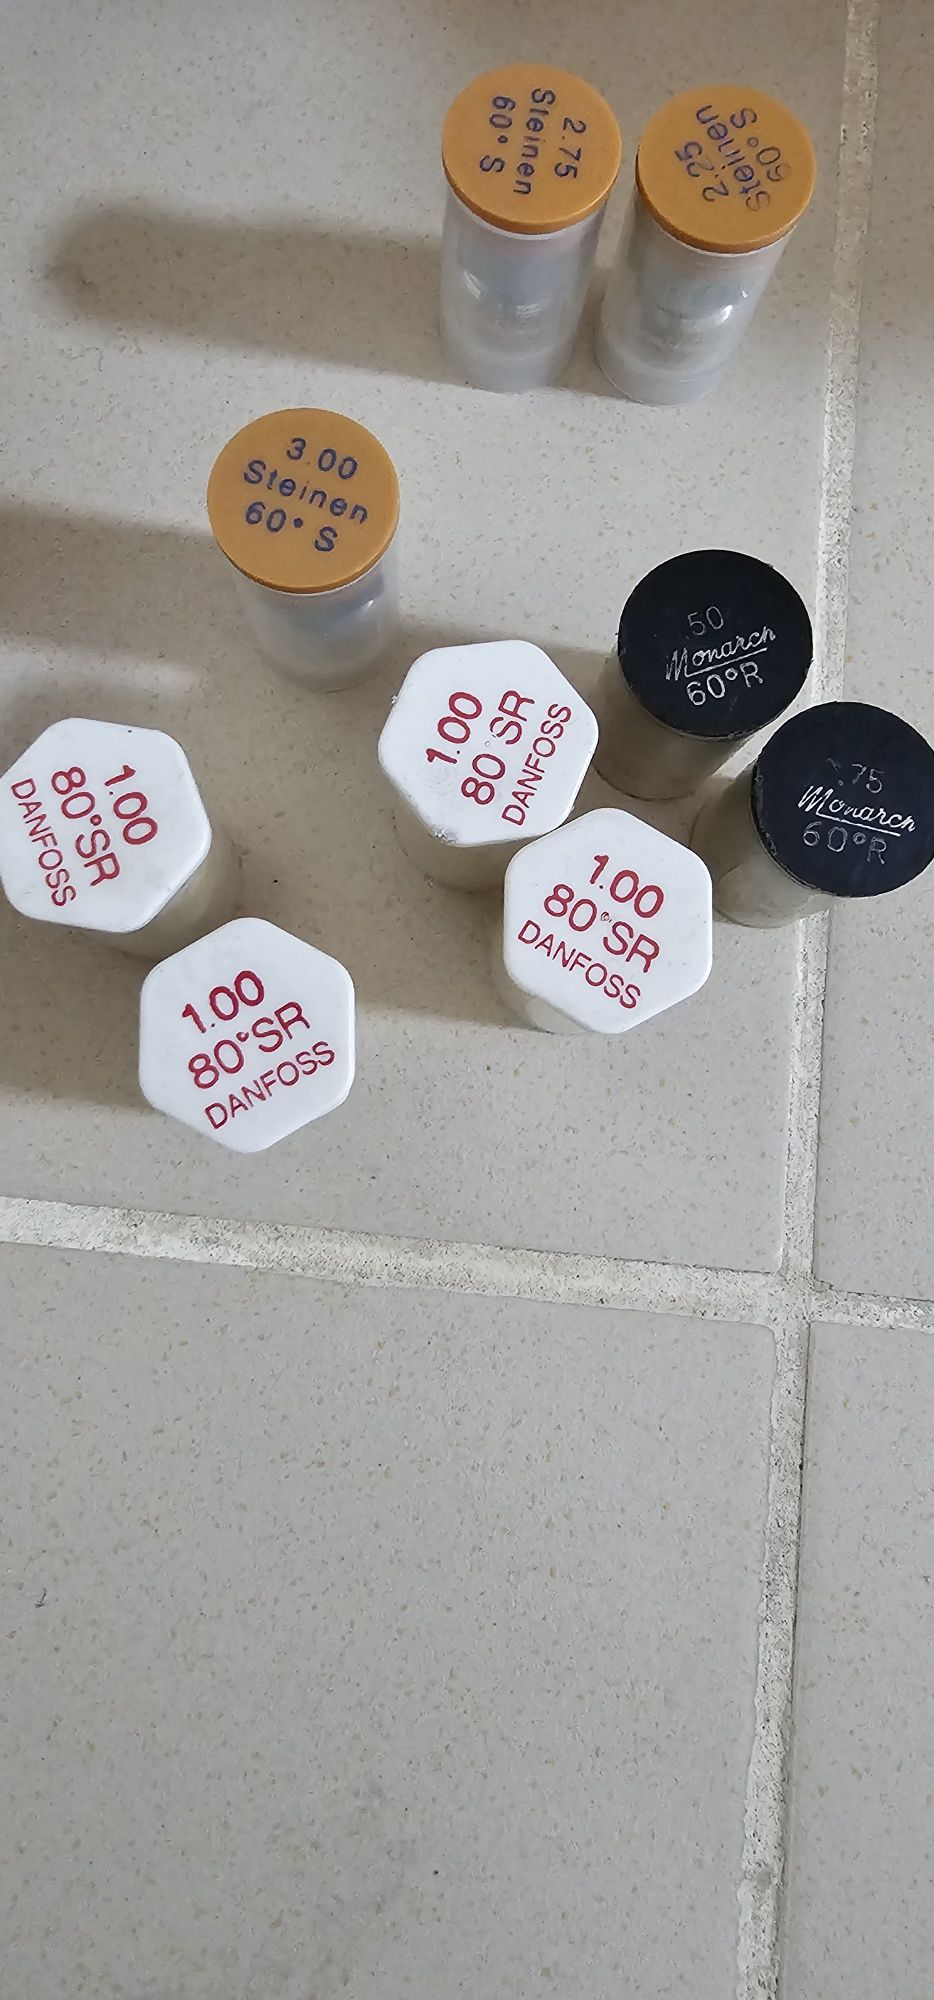 2.75
Steinen
60° S
2.25
Steinen
60° S
3.00
Steinen
60° S
.50
Monarch
60°R
1.00
80°SR
DANFOSS
.75
Monarch
60°R
1.00
80°SR
DANFOSS
1.00
80°SR
DANFOSS
1.00
80°SR
DANFOSS